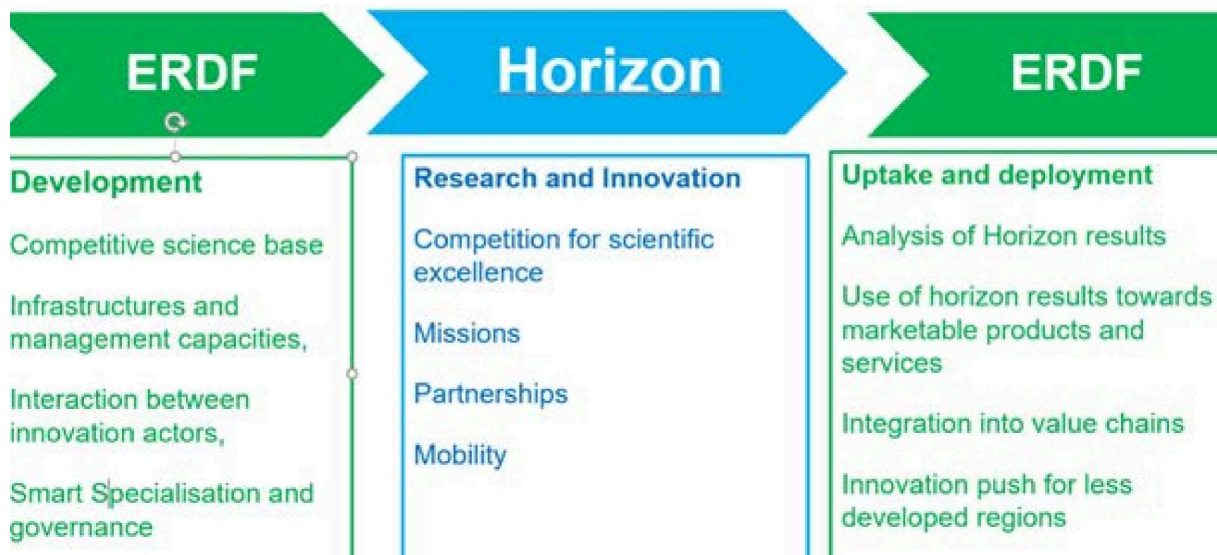 ERDF
Horizon
ERDF
Development
Competitive science base
Infrastructures and
management capacities,
Interaction between
innovation actors,
Smart Specialisation and
governance
Research and Innovation
Competition for scientific
excellence
Missions
Partnerships
Mobility
Uptake and deployment
Analysis of Horizon results
Use of horizon results towards
marketable products and
services
Integration into value chains
Innovation push for less
developed regions